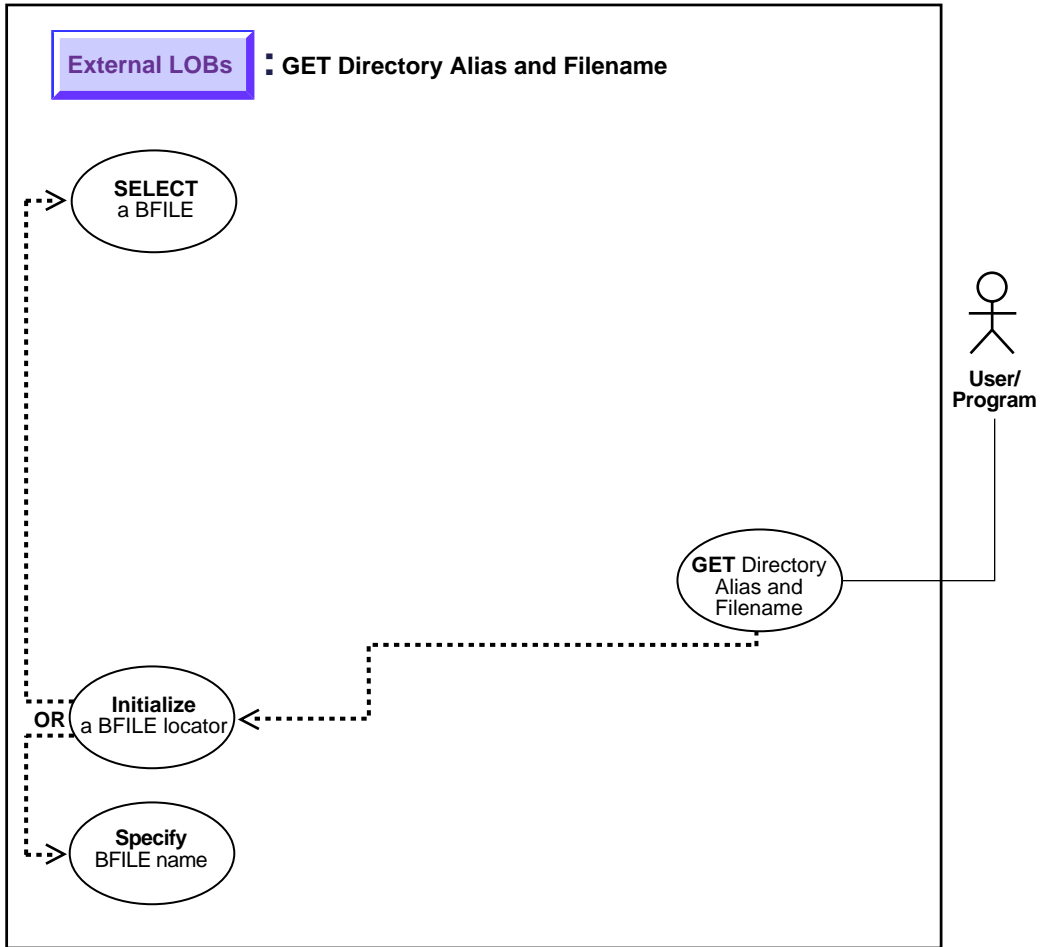 External LOBs : GET Directory Alias and Filename
SELECT
a BFILE
User/
Program
GET Directory
Alias and
Filename
Initialize
OR a BFILE locator
Specify
BFILE name